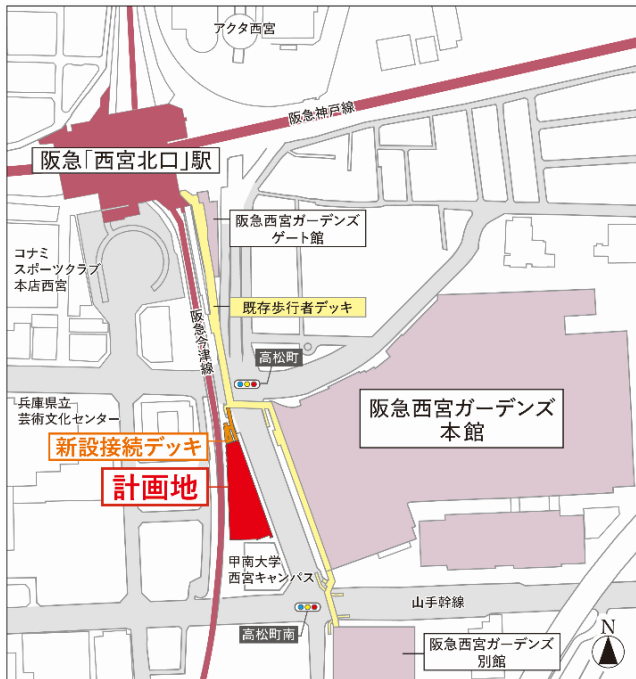 アクタ西宮
阪急神戸線
阪急「西宮北口」駅
阪急西宮ガーデンズ
ゲート館
コナミ
スポーツクラブ
本店西宮
既存歩行者デッキ
阪急今津線
高松町
兵庫県立
芸術文化センター
阪急西宮ガーデンズ
本館
新設接続デッキ
計画地
甲南大学
西宮キャンパス
山手幹線
高松町南
阪急西宮ガーデンズ
別館
N